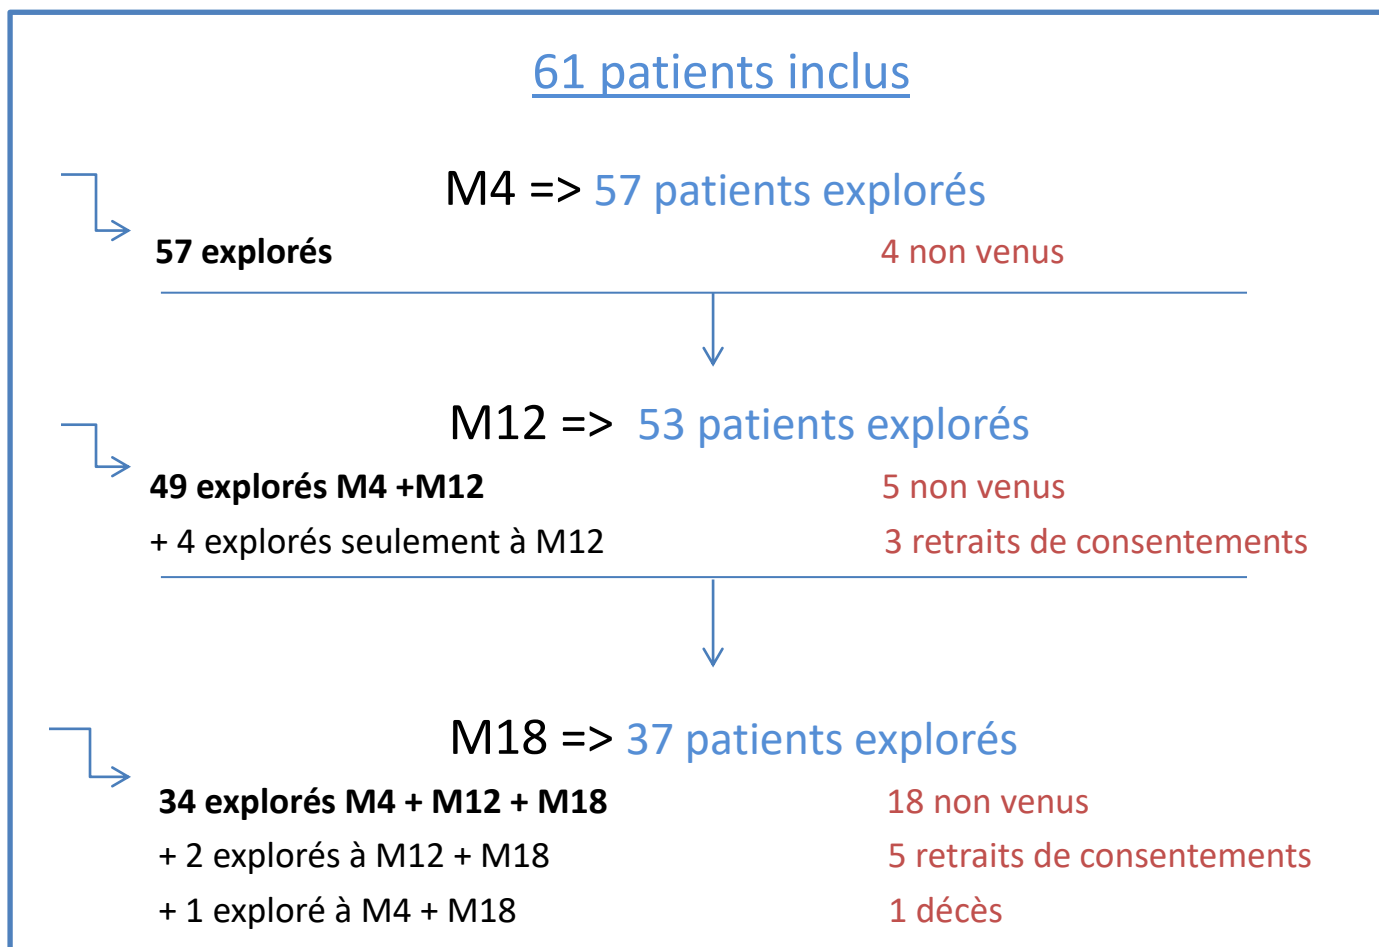 61 patients inclus
M4 => 57 patients explorés
57 explorés 4 non venus
M12 => 53 patients explorés
49 explorés M4 +M12 5 non venus
+ 4 explorés seulement à M12 3 retraits de consentements
M18 => 37 patients explorés
34 explorés M4 + M12 + M18 18 non venus
+ 2 explorés à M12 + M18 5 retraits de consentements
+ 1 exploré à M4 + M18 1 décès